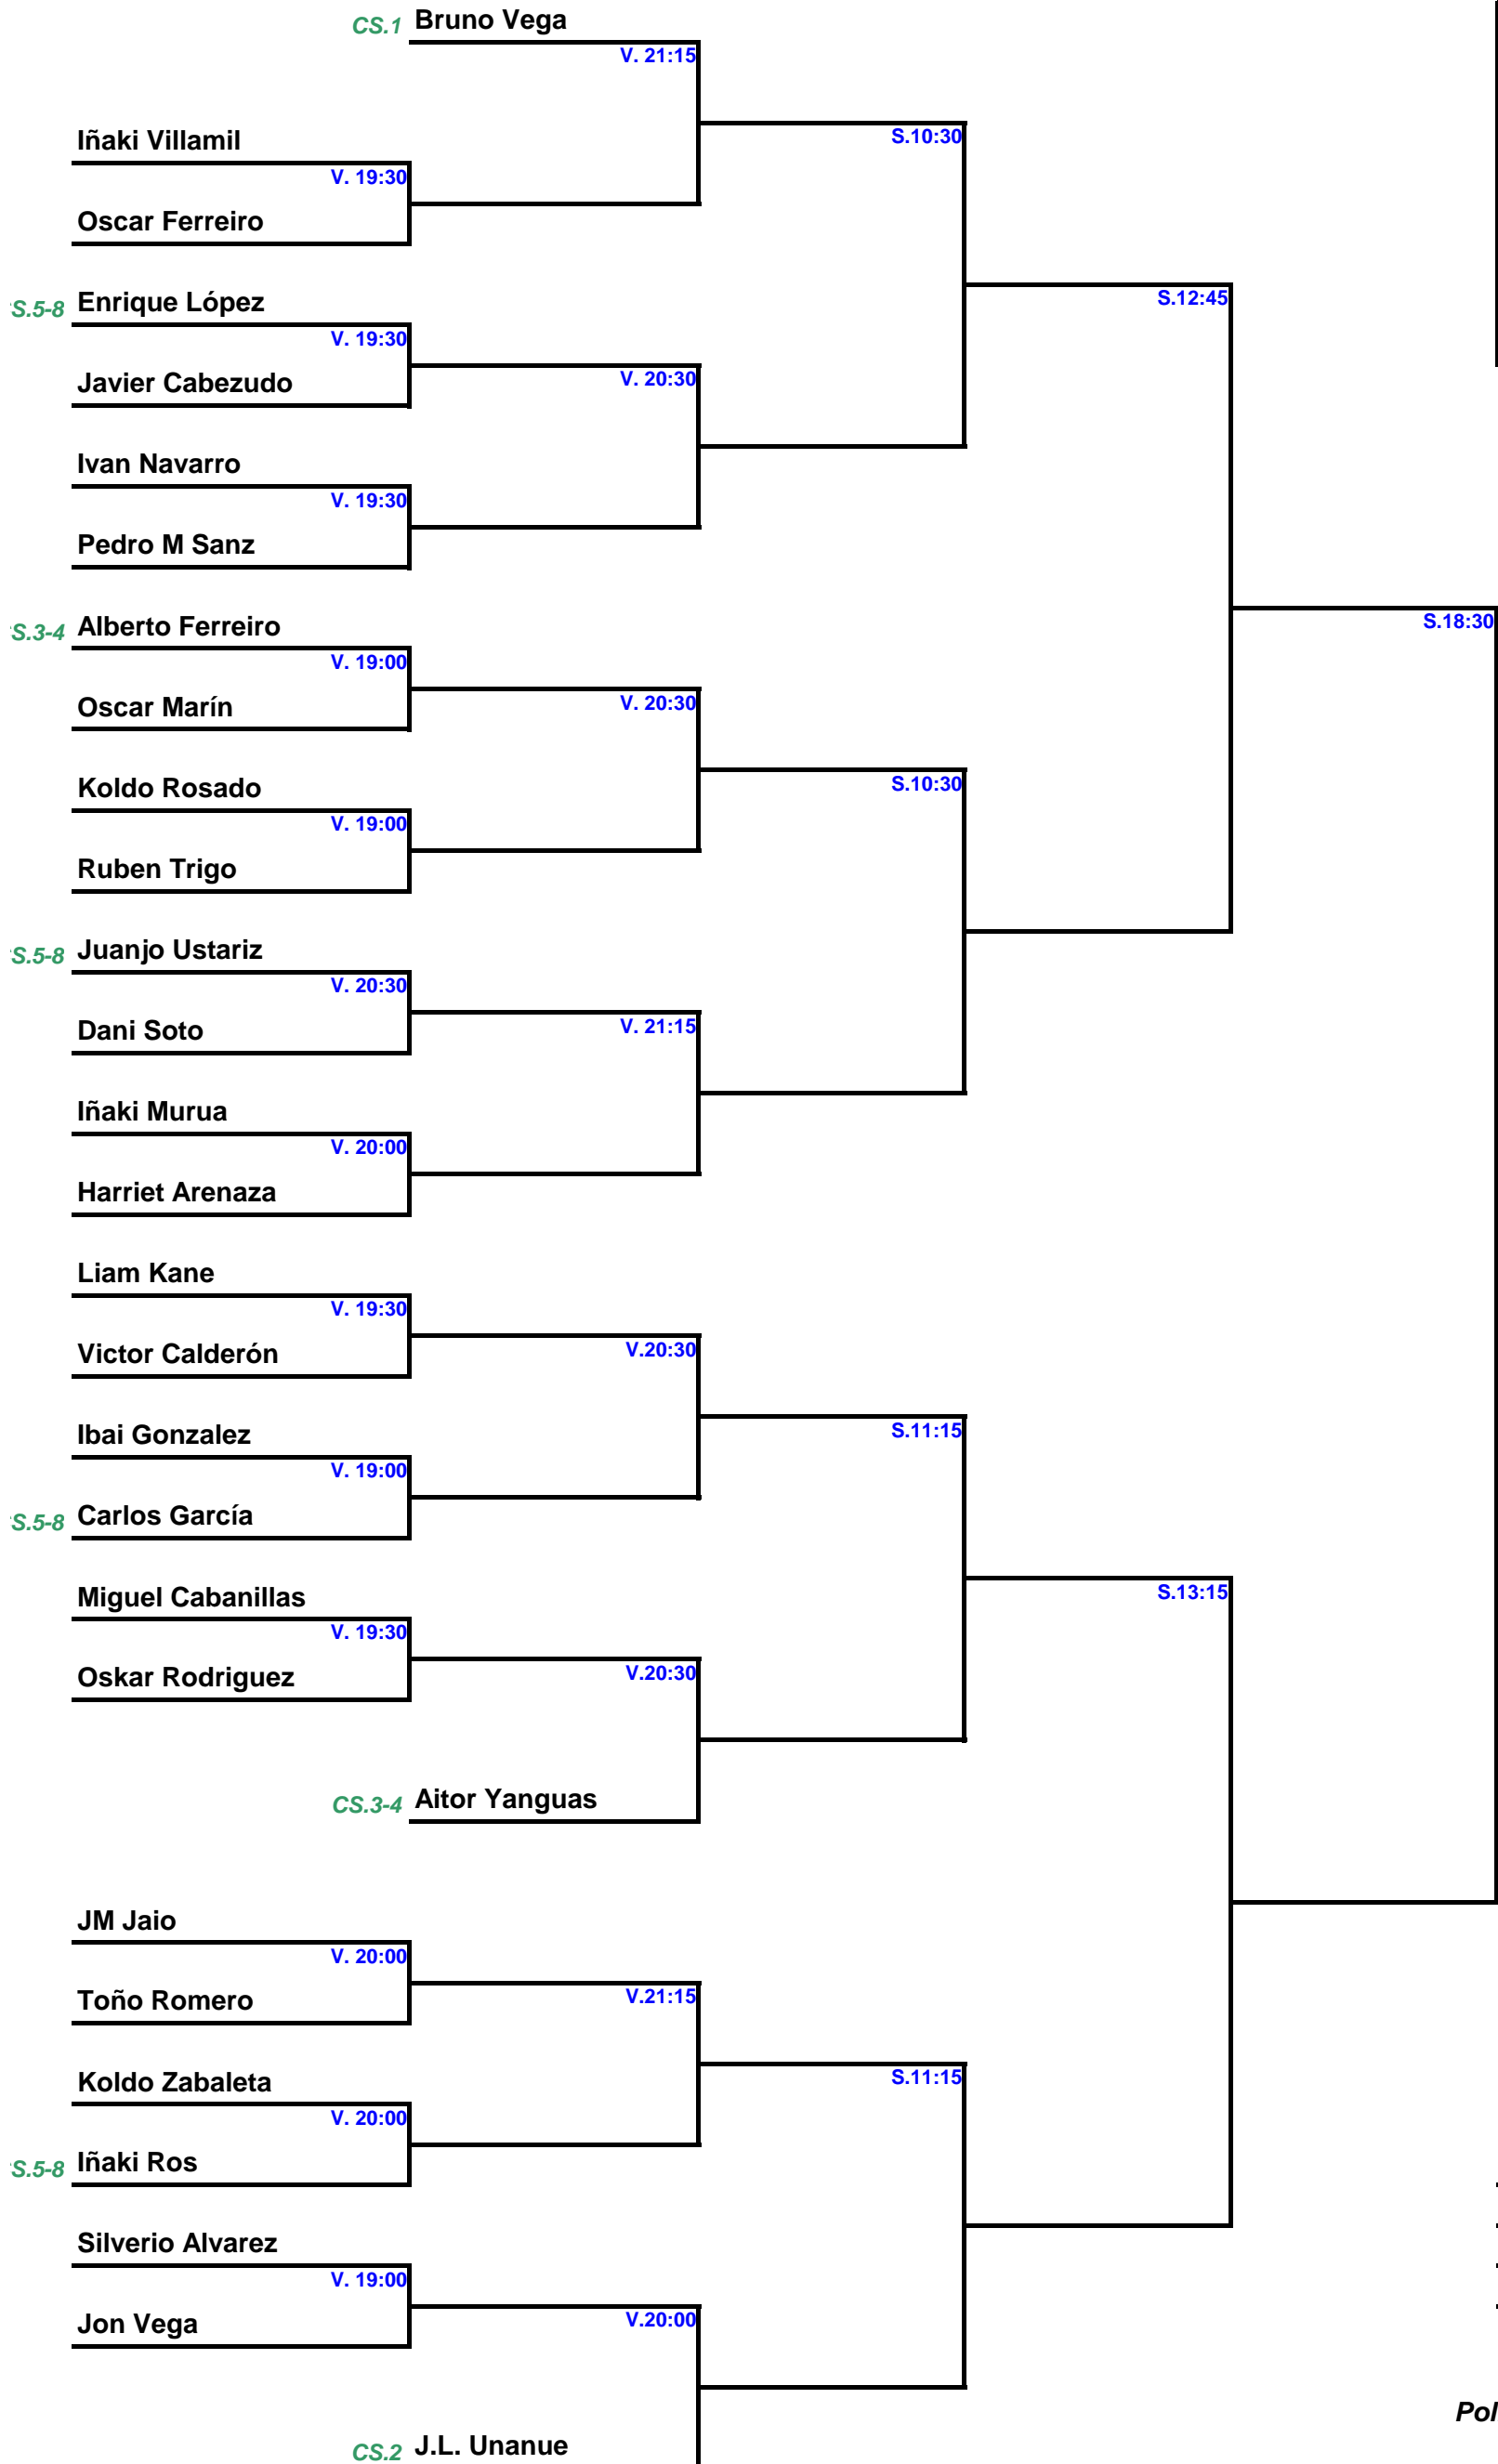 CS.1 Bruno Vega
V. 21:15
Iñaki Villamil
S.10:30
V. 19:30
Oscar Ferreiro
S.5-8 Enrique López
S.12:45
V. 19:30
Javier Cabezudo
V. 20:30
Ivan Navarro
V. 19:30
Pedro M Sanz
S.3-4 Alberto Ferreiro
S.18:30
V. 19:00
Oscar Marín
V. 20:30
Koldo Rosado
S.10:30
V. 19:00
Ruben Trigo
S.5-8 Juanjo Ustariz
V. 20:30
Dani Soto
V. 21:15
Iñaki Murua
V. 20:00
Harriet Arenaza
Liam Kane
V. 19:30
Victor Calderón
V.20:30
Ibai Gonzalez
S.11:15
V. 19:00
S.5-8 Carlos García
Miguel Cabanillas
S.13:15
V. 19:30
Oskar Rodriguez
V.20:30
CS.3-4 Aitor Yanguas
JM Jaio
V. 20:00
Toño Romero
V.21:15
Koldo Zabaleta
S.11:15
V. 20:00
S.5-8 Iñaki Ros
Silverio Alvarez
V. 19:00
Jon Vega
V.20:00
Pol
CS.2 J.L. Unanue